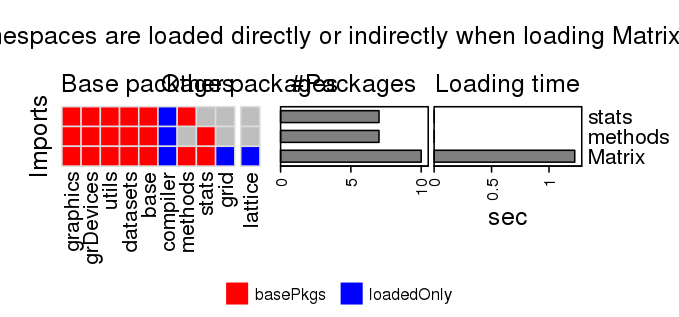 nespaces are loaded directly or indirectly when loading Matrix
Base packages
Other packages
#Packages
Loading time
Imports
stats
methods
Matrix
graphics
grDevices
utils
datasets
base
compiler
methods
stats
grid
lattice
0
5
10
0
0.5
1
sec
basePkgs
loadedOnly